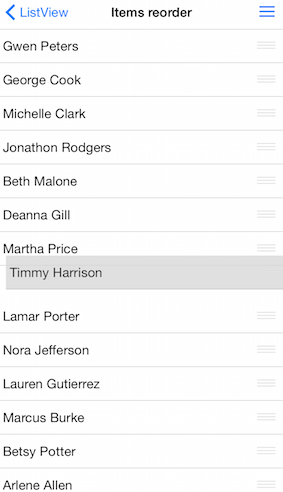 ListView Items reorder
Gwen Peters
George Cook
Michelle Clark
Jonathon Rodgers
Beth Malone
Deanna Gill
Martha Price
Timmy Harrison
Lamar Porter
Nora Jefferson
Lauren Gutierrez
Marcus Burke
Betsy Potter
Arlene Allen